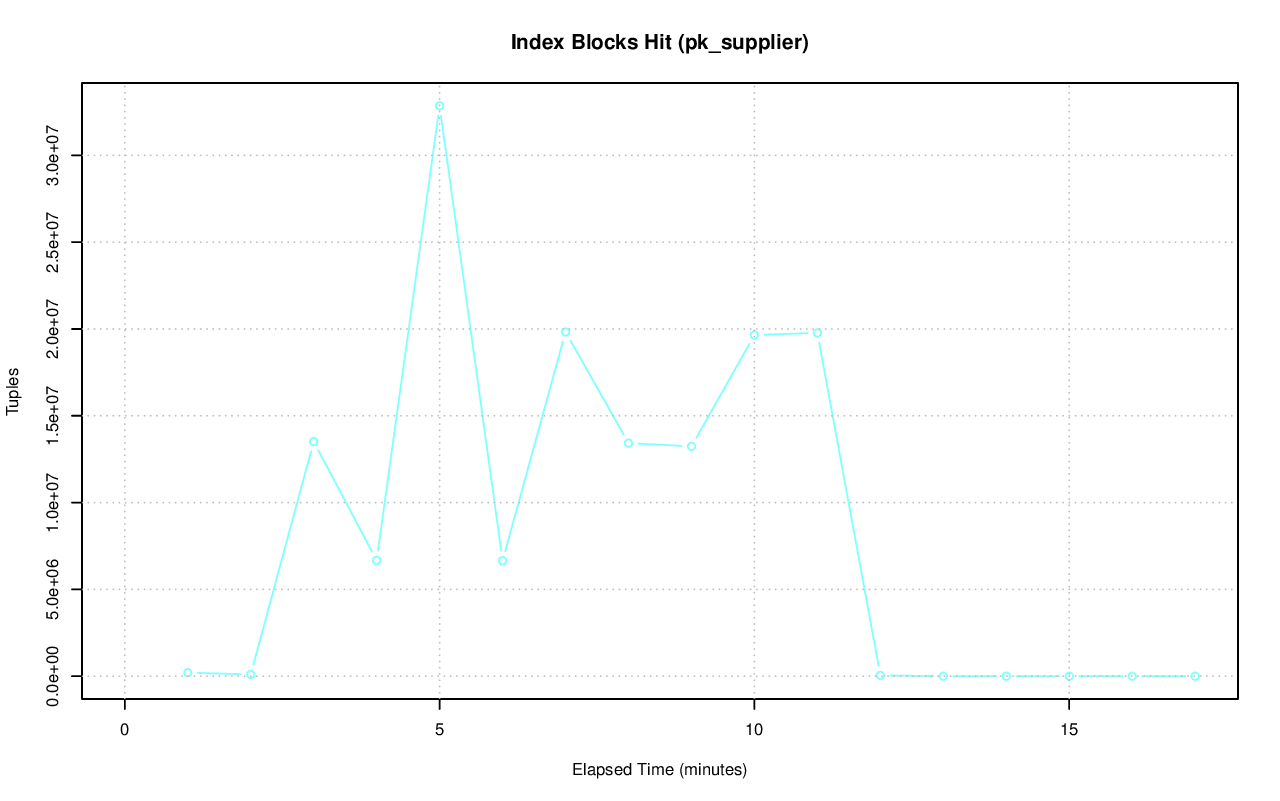 Index Blocks Hit (pk_supplier)
Tuples
3.0e+07
2.5e+07
2.0e+07
1.5e+07
1.0e+07
5.0e+06
0.0e+00
0 5 10 15
Elapsed Time (minutes)